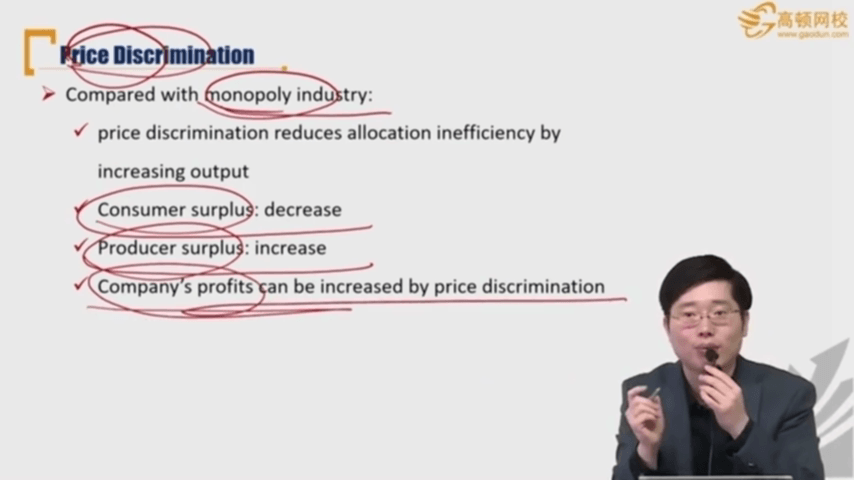 高顿网校
www.gaodun.com
Price Discrimination
Compared with monopoly industry:
price discrimination reduces allocation inefficiency by
increasing output
Consumer surplus: decrease
Producer surplus: increase
Company's profits can be increased by price discrimination